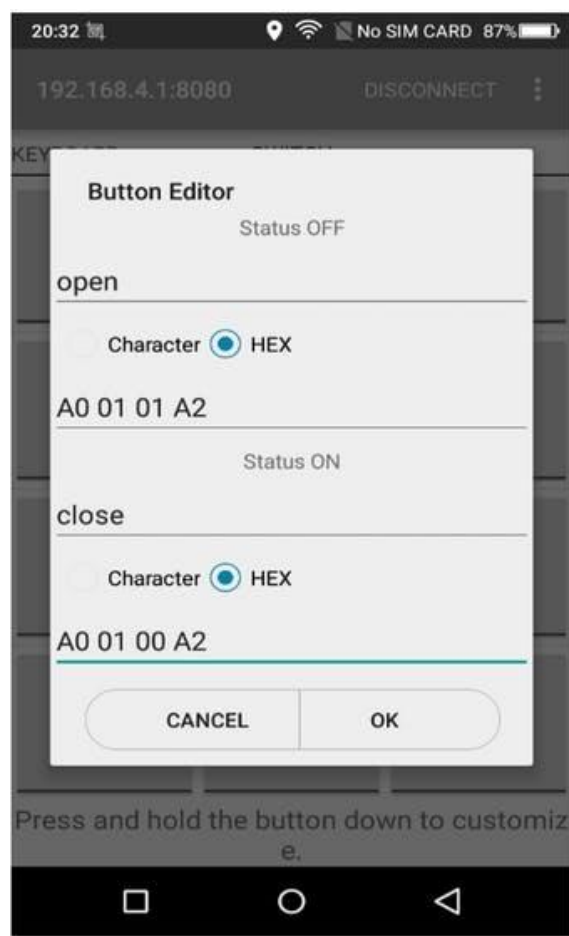 20:32 No SIM CARD 87%
192.168.4.1:8080 DISCONNECT
Button Editor
Status OFF
open
Character HEX
A0 01 01 A2
Status ON
close
Character HEX
A0 01 00 A2
CANCEL OK
Press and hold the button down to customiz
e.